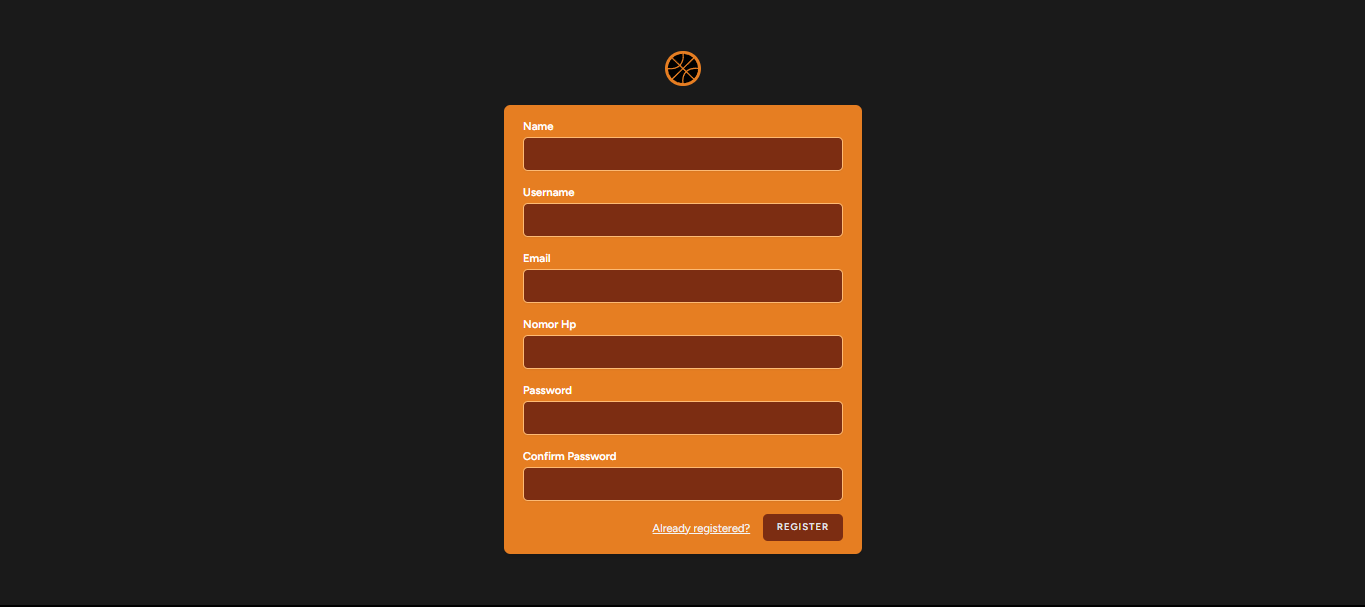 Name
Username
Email
Nomor Hp
Password
Confirm Password
Already registered? REGISTER